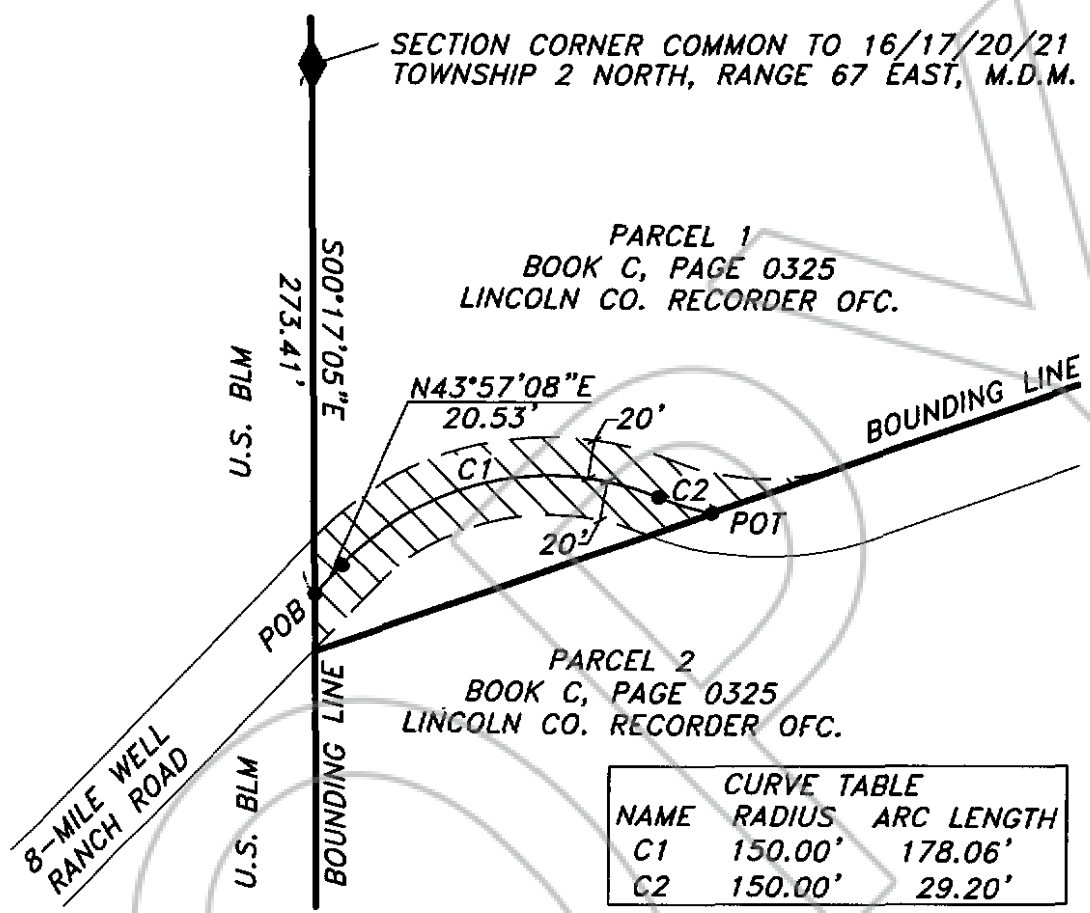 SECTION CORNER COMMON TO 16/17/20/21
TOWNSHIP 2 NORTH, RANGE 67 EAST, M.D.M.
PARCEL 1
BOOK C, PAGE 0325
LINCOLN CO. RECORDER OFC.
S00°17'05"E
273.41'
U.S. BLM
N43°57'08"E
20.53'
20'
C1
C2
20'
POT
BOUNDING LINE
POB
PARCEL 2
BOOK C, PAGE 0325
LINCOLN CO. RECORDER OFC.
8-MILE WELL
RANCH ROAD
U.S. BLM
BOUNDING LINE
CURVE TABLE
NAME RADIUS ARC LENGTH
C1 150.00' 178.06'
C2 150.00' 29.20'